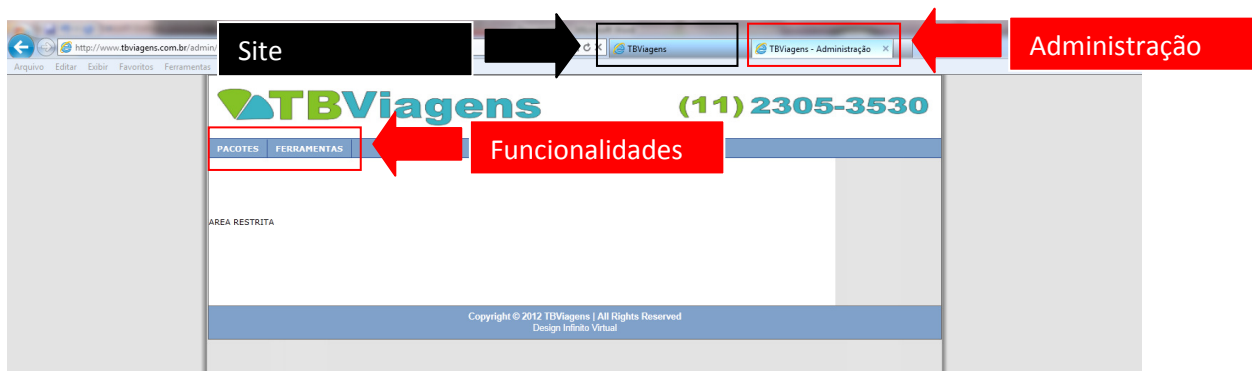 Site
Administração
http://www.tbviagens.com.br/admin/
TBViagens
TBViagens - Administração
Arquivo Editar Exibir Favoritos Ferramentas
TBViagens (11) 2305-3530
PACOTES FERRAMENTAS
Funcionalidades
AREA RESTRITA
Copyright © 2012 TBViagens | All Rights Reserved
Design Infinito Virtual